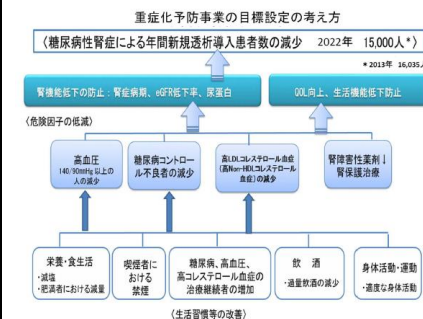 重症化予防事業の目標設定の考え方
〈糖尿病性腎症による年間新規透析導入患者数の減少 2022年 15,000人*〉
* 2013年 16,035人
腎機能低下の防止:腎症病期、eGFR低下率、尿蛋白
QOL向上、生活機能低下防止
〈危険因子の低減〉
高血圧
140/90mmHg以上の
人の減少
糖尿病コントロー
ル不良者の減少
高LDLコレステロール血症
(高Non-HDLコレステロール
血症)の減少
腎障害性薬剤↓
腎保護治療
栄養・食生活
・減塩
・肥満者における減量
喫煙者に
おける
禁煙
糖尿病、高血圧、
高コレステロール血症の
治療継続者の増加
飲 酒
・過量飲酒の減少
身体活動・運動
・適度な身体活動
〈生活習慣等の改善〉